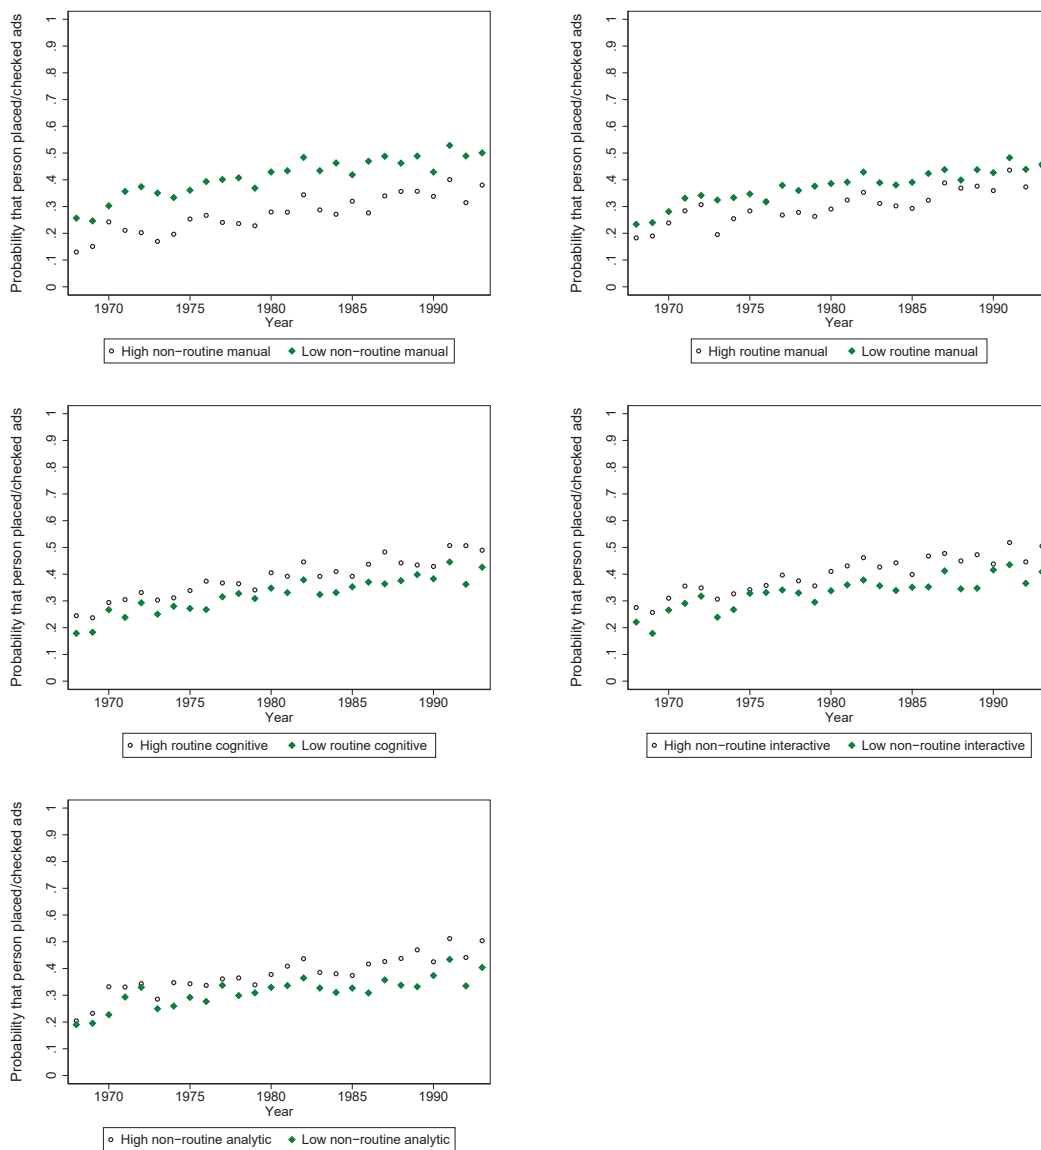 Probability that person placed/checked ads
0 .1 .2 .3 .4 .5 .6 .7 .8 .9 1
1970 1975 1980 1985 1990
Year
High non−routine manual Low non−routine manual
Probability that person placed/checked ads
0 .1 .2 .3 .4 .5 .6 .7 .8 .9 1
1970 1975 1980 1985 1990
Year
High routine manual Low routine manual
Probability that person placed/checked ads
0 .1 .2 .3 .4 .5 .6 .7 .8 .9 1
1970 1975 1980 1985 1990
Year
High routine cognitive Low routine cognitive
Probability that person placed/checked ads
0 .1 .2 .3 .4 .5 .6 .7 .8 .9 1
1970 1975 1980 1985 1990
Year
High non−routine interactive Low non−routine interactive
Probability that person placed/checked ads
0 .1 .2 .3 .4 .5 .6 .7 .8 .9 1
1970 1975 1980 1985 1990
Year
High non−routine analytic Low non−routine analytic